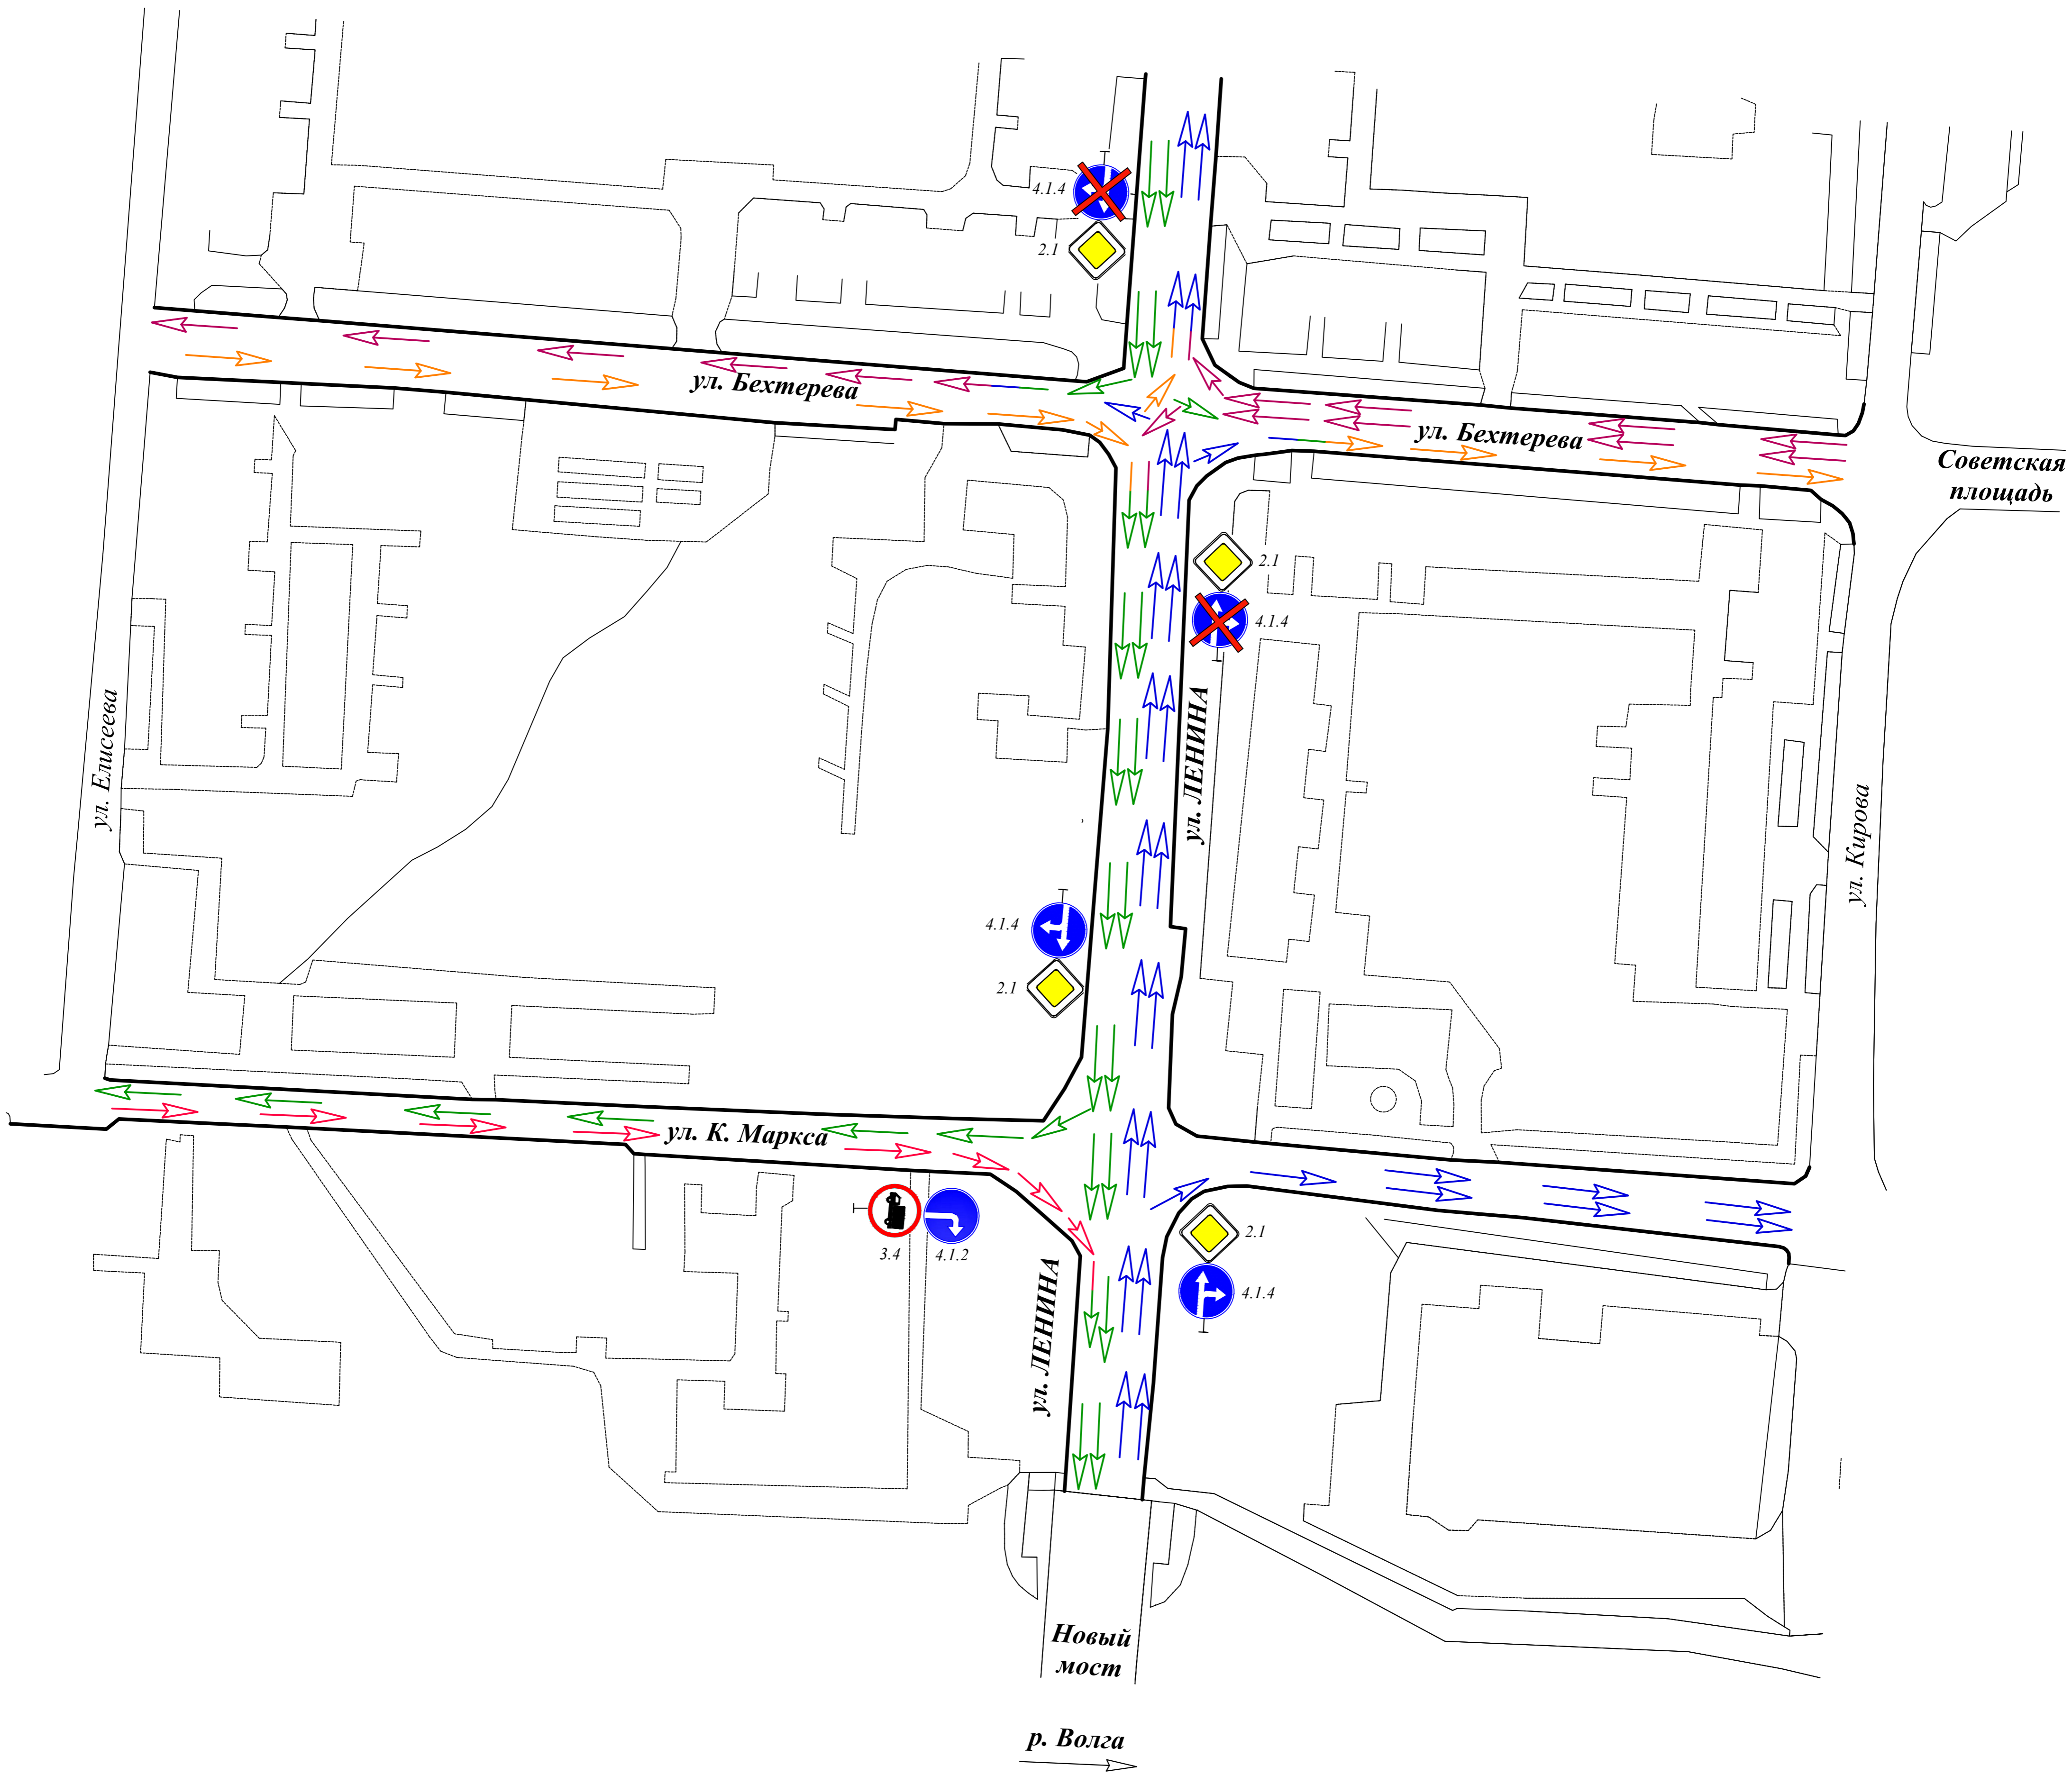 4.1.4
2.1
ул. Бехтерева
ул. Бехтерева
Советская
площадь
2.1
4.1.4
ул. Елисеева
ул. ЛЕНИНА
ул. Кирова
4.1.4
2.1
ул. К. Маркса
3.4
4.1.2
2.1
4.1.4
ул. ЛЕНИНА
Новый
мост
р. Волга